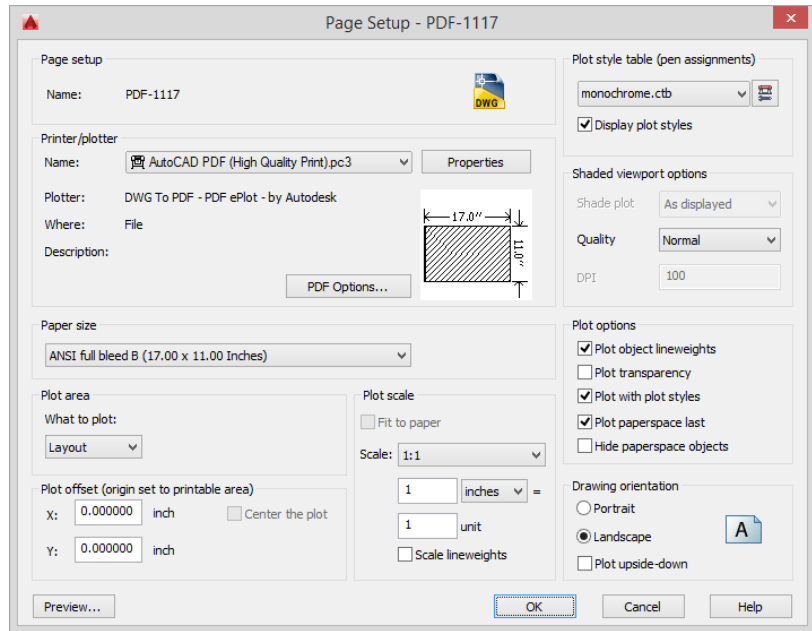 Page Setup - PDF-1117
Page setup
Name: PDF-1117
DWG
Printer/plotter
Name: AutoCAD PDF (High Quality Print).pc3 Properties
Plotter: DWG To PDF - PDF ePlot - by Autodesk
Where: File
Description:
17.0''
11.0''
PDF Options...
Paper size
ANSI full bleed B (17.00 x 11.00 Inches)
Plot area
What to plot:
Layout
Plot offset (origin set to printable area)
X: 0.000000 inch Center the plot
Y: 0.000000 inch
Plot scale
Fit to paper
Scale: 1:1
1 inches =
1 unit
Scale lineweights
Plot style table (pen assignments)
monochrome.ctb
Display plot styles
Shaded viewport options
Shade plot As displayed
Quality Normal
DPI 100
Plot options
Plot object lineweights
Plot transparency
Plot with plot styles
Plot paperspace last
Hide paperspace objects
Drawing orientation
Portrait
Landscape
A
Plot upside-down
Preview... OK Cancel Help